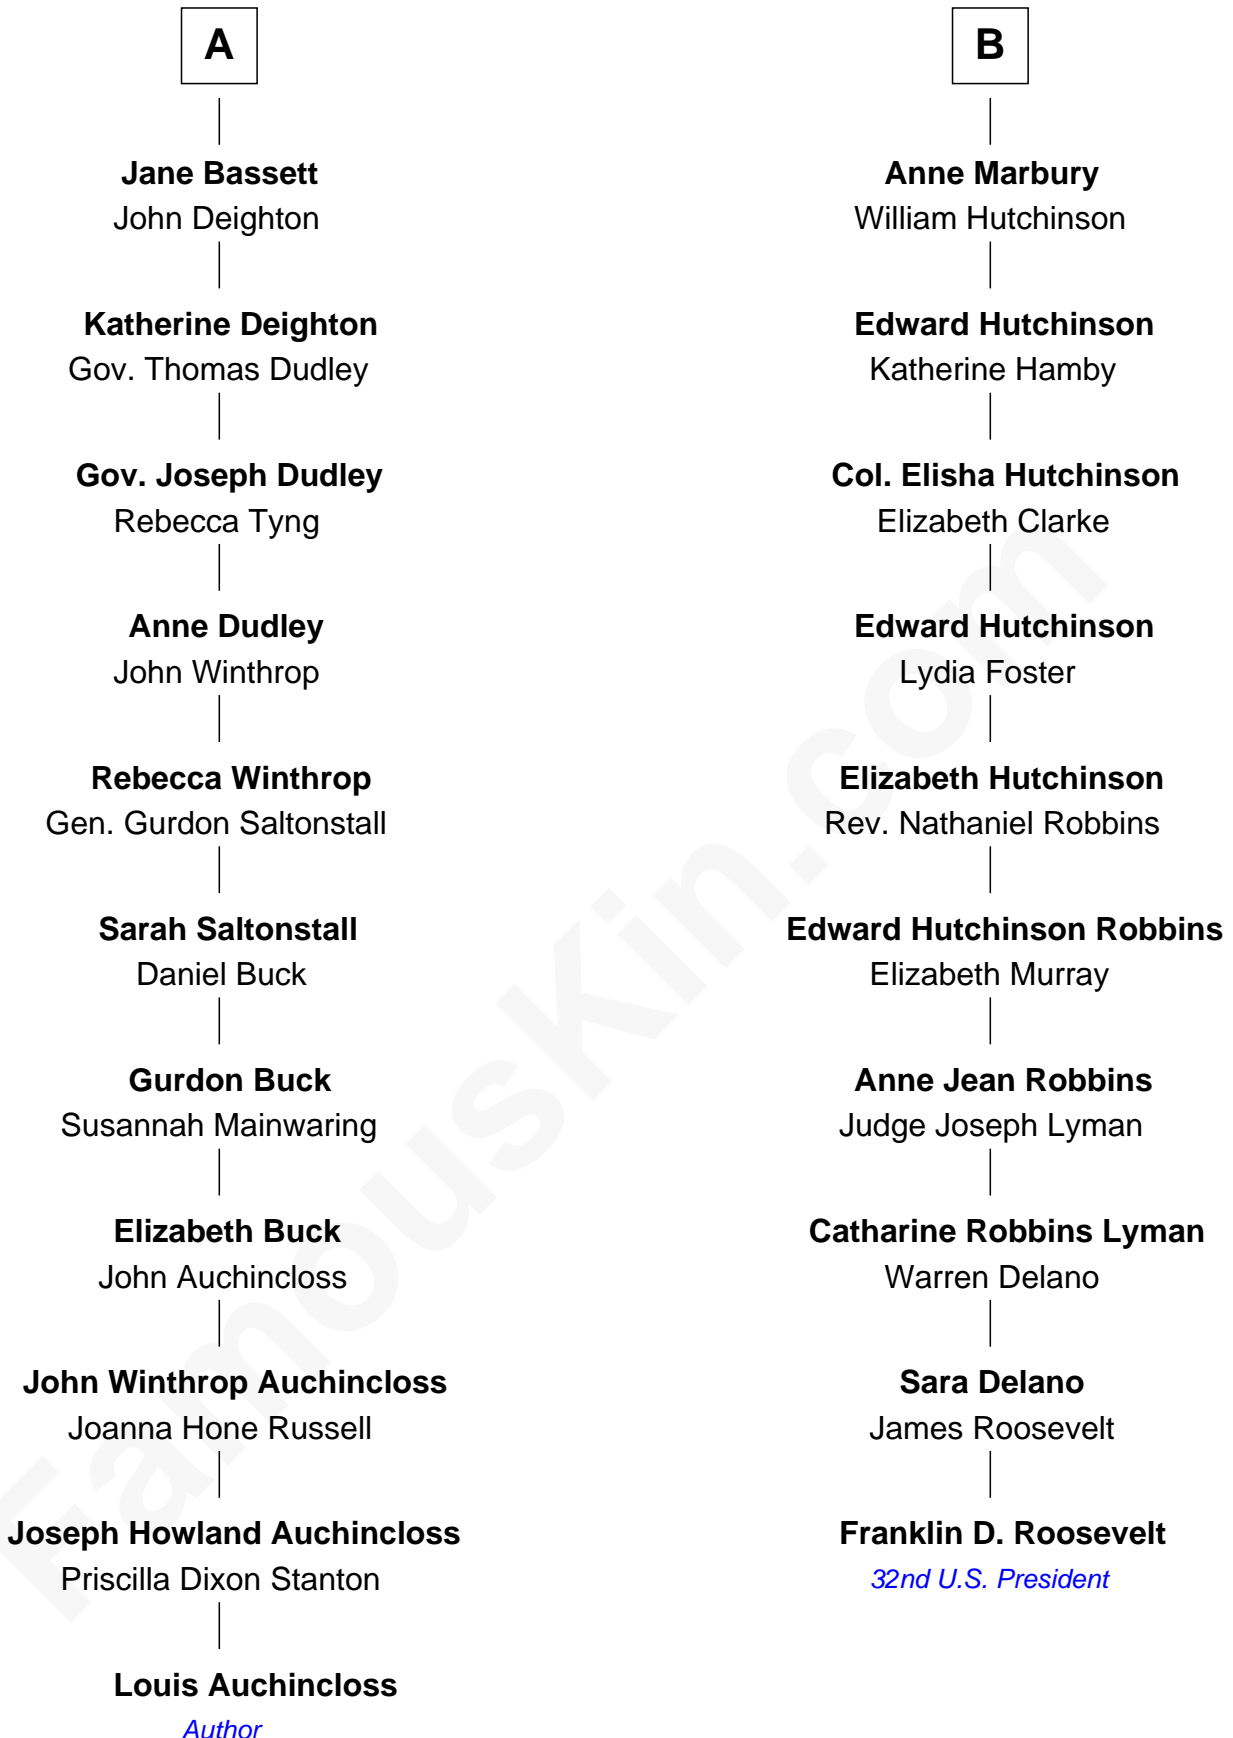 A
Jane Bassett
John Deighton
Katherine Deighton
Gov. Thomas Dudley
Gov. Joseph Dudley
Rebecca Tyng
Anne Dudley
John Winthrop
Rebecca Winthrop
Gen. Gurdon Saltonstall
Sarah Saltonstall
Daniel Buck
Gurdon Buck
Susannah Mainwaring
Elizabeth Buck
John Auchincloss
John Winthrop Auchincloss
Joanna Hone Russell
Joseph Howland Auchincloss
Priscilla Dixon Stanton
Louis Auchincloss
Author
B
Anne Marbury
William Hutchinson
Edward Hutchinson
Katherine Hamby
Col. Elisha Hutchinson
Elizabeth Clarke
Edward Hutchinson
Lydia Foster
Elizabeth Hutchinson
Rev. Nathaniel Robbins
Edward Hutchinson Robbins
Elizabeth Murray
Anne Jean Robbins
Judge Joseph Lyman
Catharine Robbins Lyman
Warren Delano
Sara Delano
James Roosevelt
Franklin D. Roosevelt
32nd U.S. President
FamousKin.com